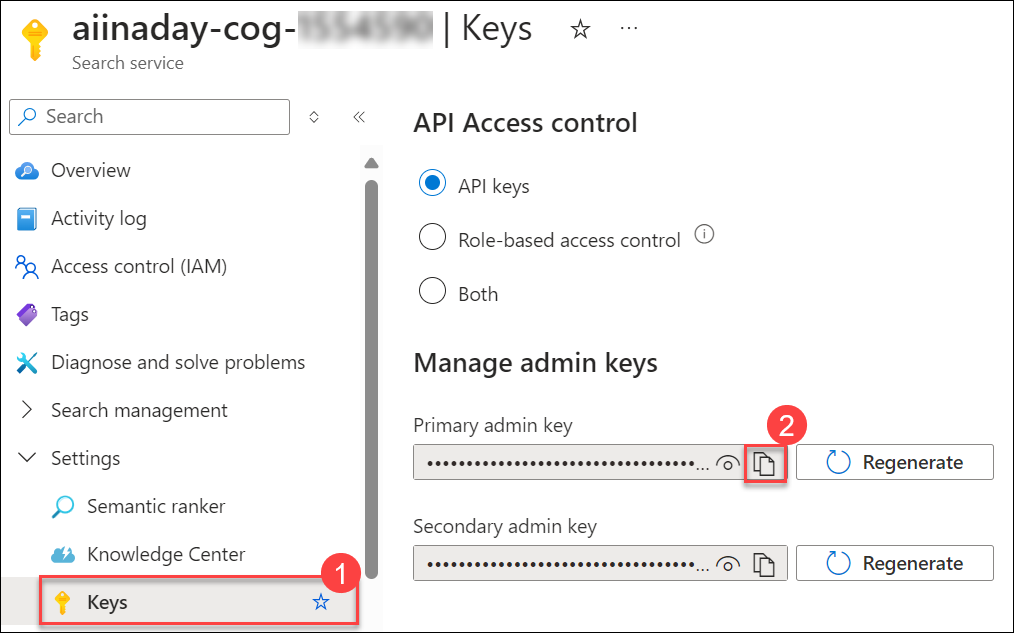 aiinaday-cog- | Keys
Search service
Search
Overview
Activity log
Access control (IAM)
Tags
Diagnose and solve problems
Search management
Settings
Semantic ranker
Knowledge Center
Keys
1
API Access control
API keys
Role-based access control
Both
Manage admin keys
Primary admin key
2
Regenerate
Secondary admin key
Regenerate